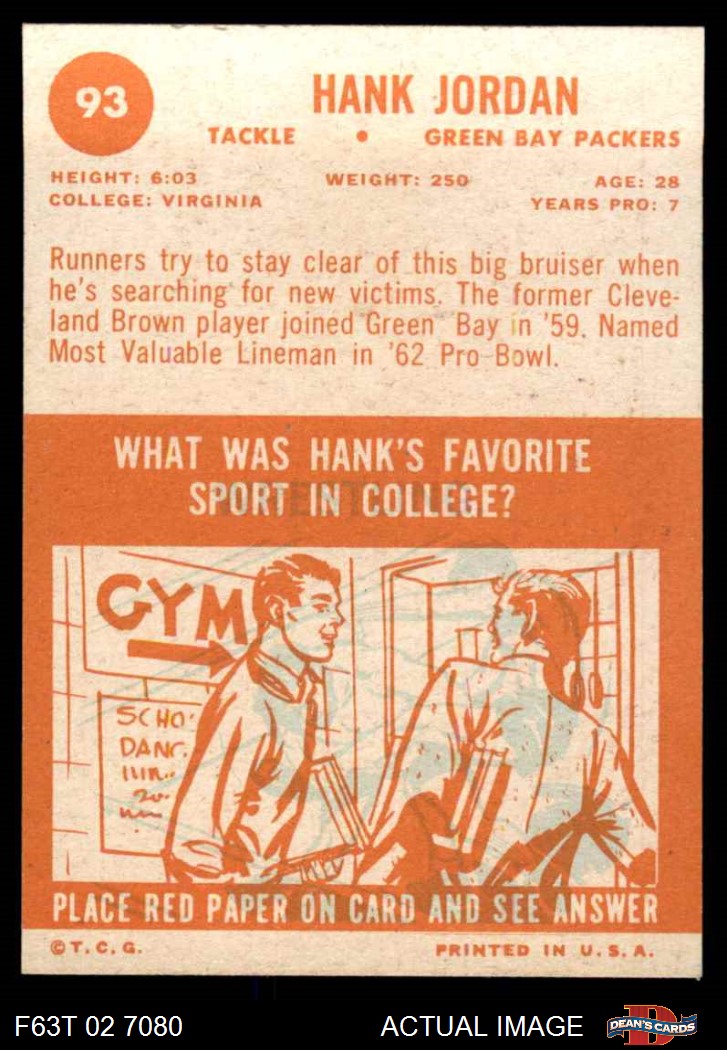 93
HANK JORDAN
TACKLE • GREEN BAY PACKERS
HEIGHT: 6:03 WEIGHT: 250 AGE: 28
COLLEGE: VIRGINIA YEARS PRO: 7
Runners try to stay clear of this big bruiser when
he's searching for new victims. The former Cleve-
land Brown player joined Green Bay in '59. Named
Most Valuable Lineman in '62 Pro Bowl.
WHAT WAS HANK'S FAVORITE
SPORT IN COLLEGE?
GYM
SCHO
DANC
PLACE RED PAPER ON CARD AND SEE ANSWER
©T.C.G. PRINTED IN U.S.A.
F63T 02 7080 ACTUAL IMAGE DEAN'S CARDS